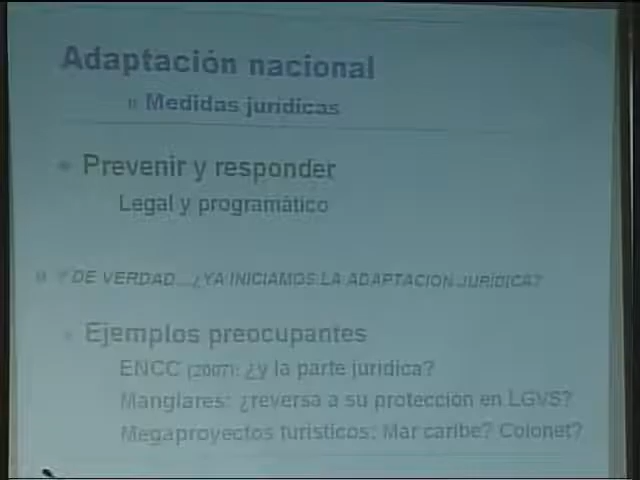 Adaptación nacional
Medidas jurídicas
Prevenir y responder
Legal y programático
Y DE VERDAD...¿YA INICIAMOS LA ADAPTACION JURÍDICA?
Ejemplos preocupantes
ENCC (2007): ¿y la parte jurídica?
Manglares: ¿reversa a su protección en LGVS?
Megaproyectos turísticos: Mar caribe? Colonet?